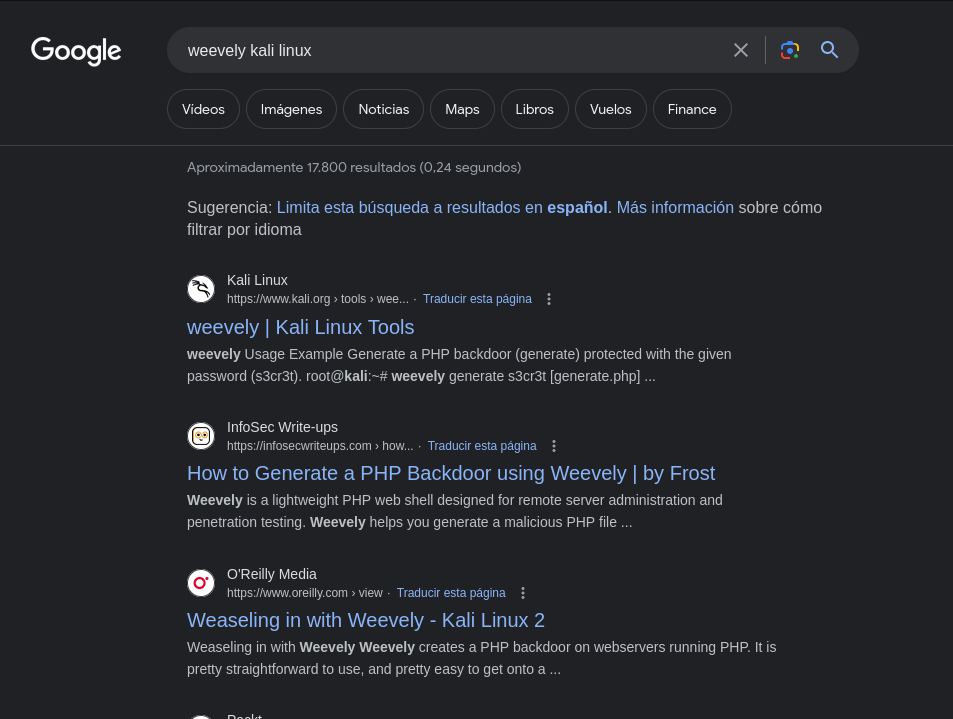 Google
weevely kali linux
Vídeos
Imágenes
Noticias
Maps
Libros
Vuelos
Finance
Aproximadamente 17.800 resultados (0,24 segundos)
Sugerencia: Limita esta búsqueda a resultados en español. Más información sobre cómo
filtrar por idioma
Kali Linux
https://www.kali.org › tools › wee... · Traducir esta página
weevely | Kali Linux Tools
weevely Usage Example Generate a PHP backdoor (generate) protected with the given
password (s3cr3t). root@kali:~# weevely generate s3cr3t [generate.php] ...
InfoSec Write-ups
https://infosecwriteups.com › how... · Traducir esta página
How to Generate a PHP Backdoor using Weevely | by Frost
Weevely is a lightweight PHP web shell designed for remote server administration and
penetration testing. Weevely helps you generate a malicious PHP file ...
O'Reilly Media
https://www.oreilly.com › view · Traducir esta página
Weaseling in with Weevely - Kali Linux 2
Weaseling in with Weevely Weevely creates a PHP backdoor on webservers running PHP. It is
pretty straightforward to use, and pretty easy to get onto a ...